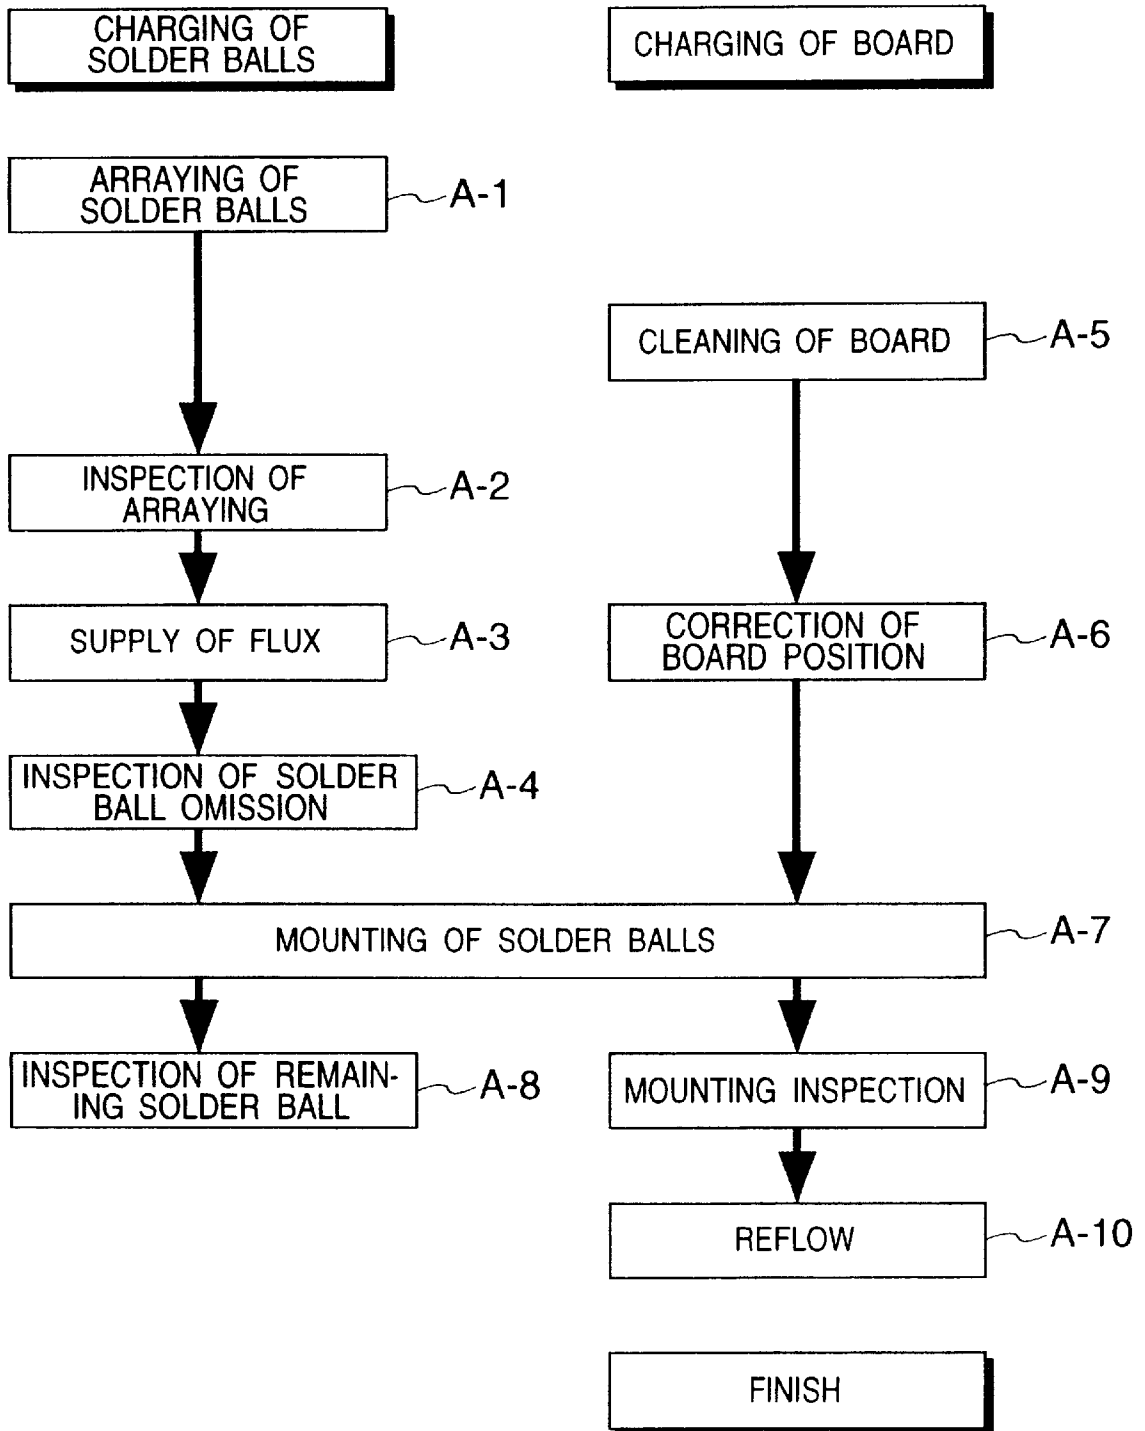 CHARGING OF
SOLDER BALLS
CHARGING OF BOARD
ARRAYING OF
SOLDER BALLS
A-1
CLEANING OF BOARD
A-5
INSPECTION OF
ARRAYING
A-2
SUPPLY OF FLUX
A-3
CORRECTION OF
BOARD POSITION
A-6
INSPECTION OF SOLDER
BALL OMISSION
A-4
MOUNTING OF SOLDER BALLS
A-7
INSPECTION OF REMAIN-
ING SOLDER BALL
A-8
MOUNTING INSPECTION
A-9
REFLOW
A-10
FINISH